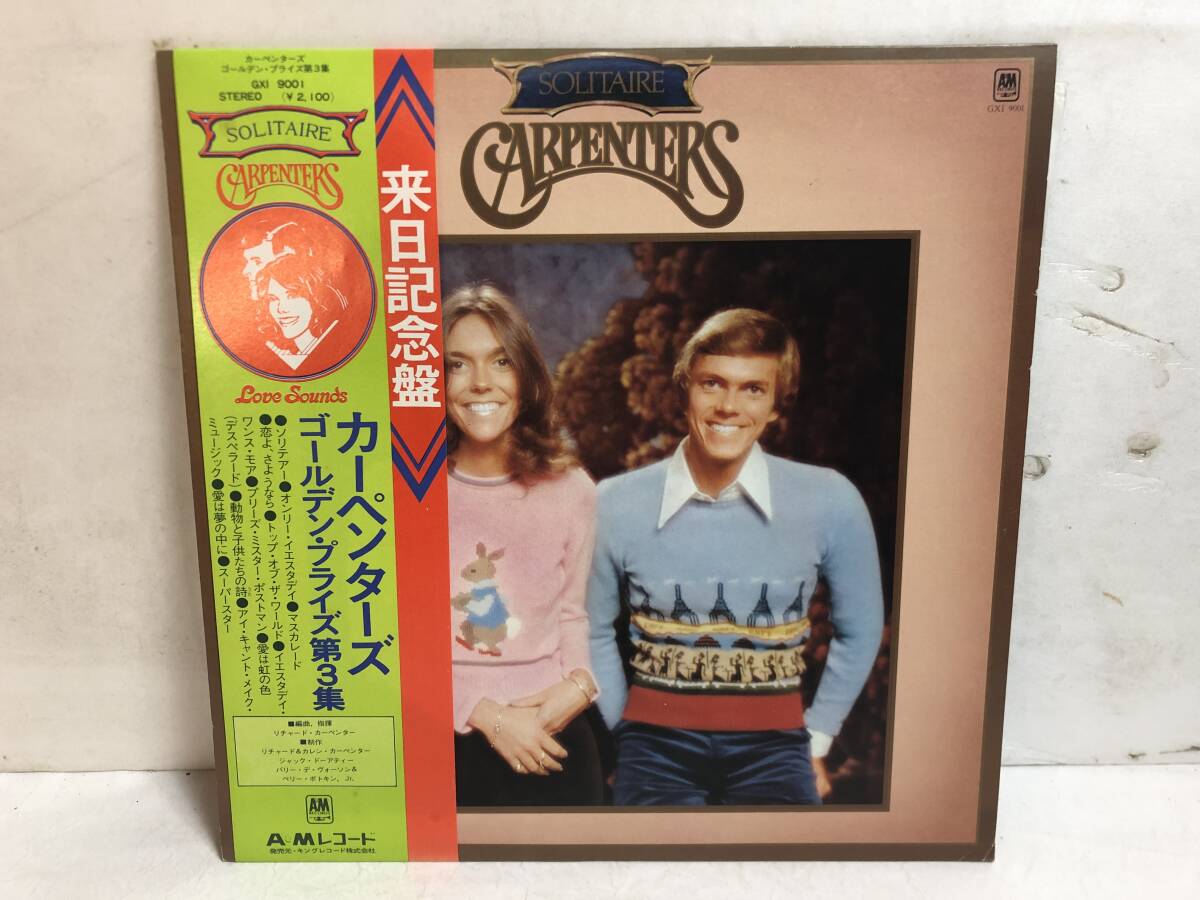 カーペンターズ
ゴールデン・プライズ第3集
GXI 9001
STEREO (¥2,100)
SOLITAIRE
CARPENTERS
Love Sounds
来日記念盤
カーペンターズ
ゴールデン・プライズ第3集
●ソリテアー●オンリー・イエスタデイ●マスカレード
●恋よ、さようなら●トップ・オブ・ザ・ワールド●イエスタデイ・
ワンス・モア●プリーズ・ミスター・ポストマン●愛は虹の色
(デスペラード)●動物と子供たちの詩●アイ・キャント・メイク・
ミュージック●愛は夢の中に●スーパースター
■編曲,指揮
リチャード・カーペンター
■制作
リチャード&カレン・カーペンター
ジャック・ドーアティー
バリー・デ・ヴォーソン&
ペリー・ボトキン, Jr.
A&M
RECORDS
A&Mレコード
発売元・キングレコード株式会社
SOLITAIRE
CARPENTERS
A&M
RECORDS
GXI 9001